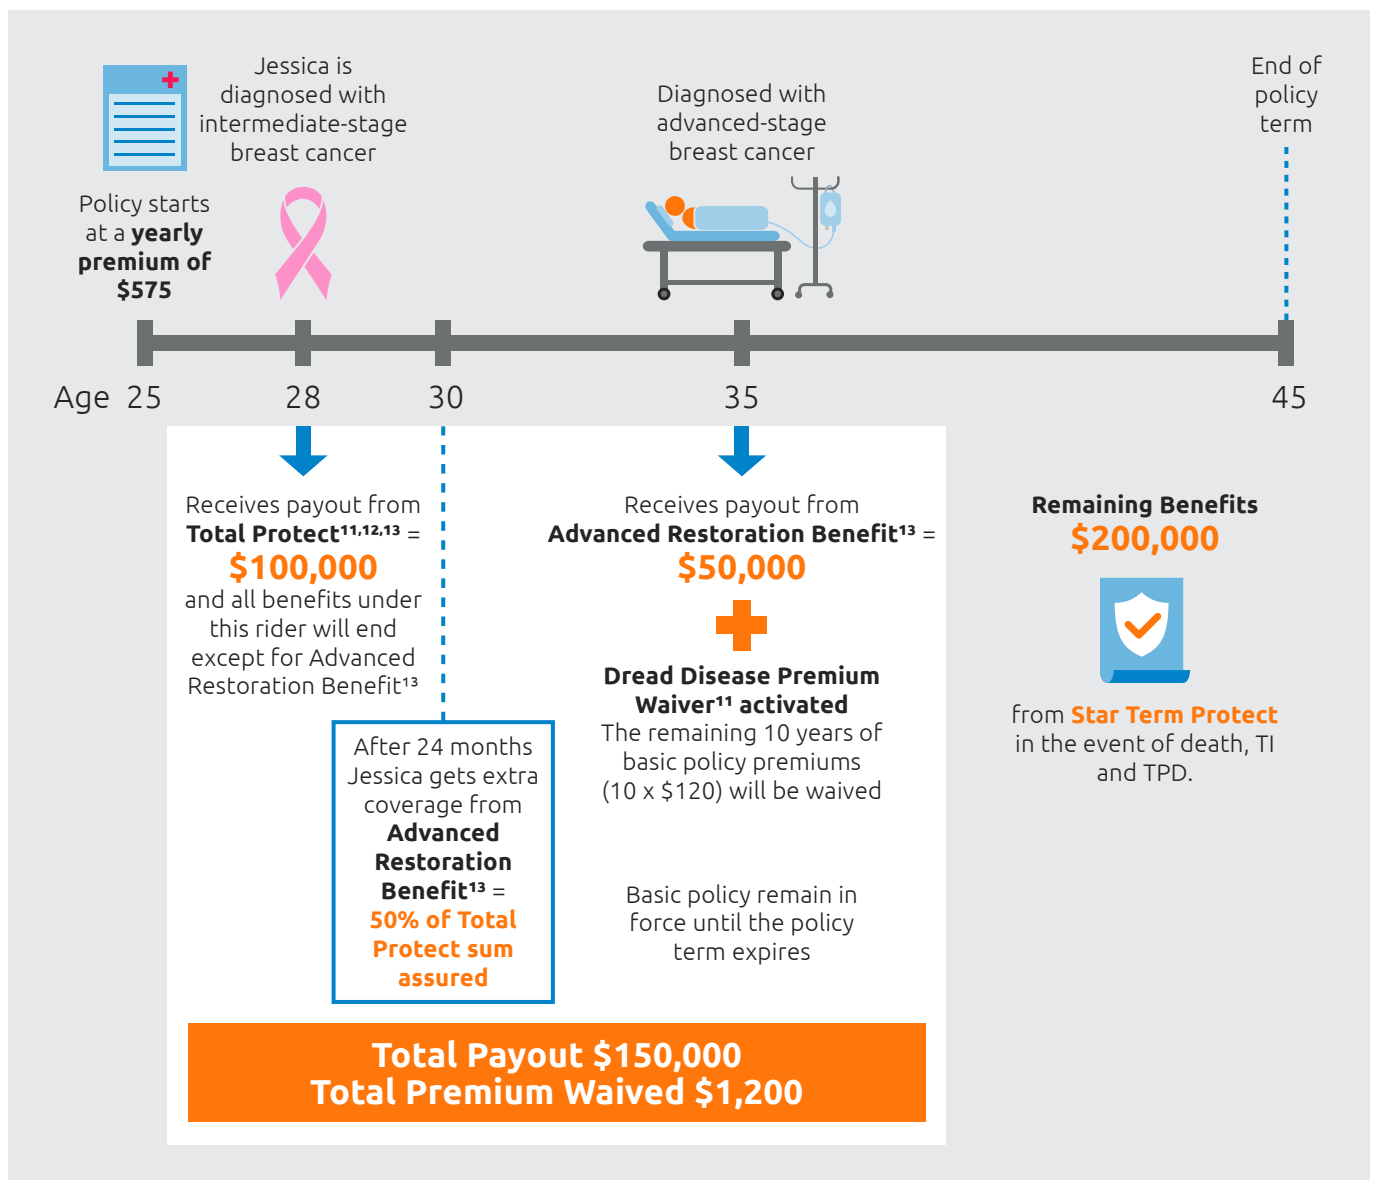 Policy starts
at a yearly
premium of
$575
Jessica is
diagnosed with
intermediate-stage
breast cancer
Diagnosed with
advanced-stage
breast cancer
End of
policy
term
Age 25 28 30 35 45
Receives payout from
Total Protect¹¹,¹²,¹³ =
$100,000
and all benefits under
this rider will end
except for Advanced
Restoration Benefit¹³
After 24 months
Jessica gets extra
coverage from
Advanced
Restoration
Benefit¹³ =
50% of Total
Protect sum
assured
Receives payout from
Advanced Restoration Benefit¹³ =
$50,000
Dread Disease Premium
Waiver¹¹ activated
The remaining 10 years of
basic policy premiums
(10 x $120) will be waived
Basic policy remain in
force until the policy
term expires
Remaining Benefits
$200,000
from Star Term Protect
in the event of death, TI
and TPD.
Total Payout $150,000
Total Premium Waived $1,200